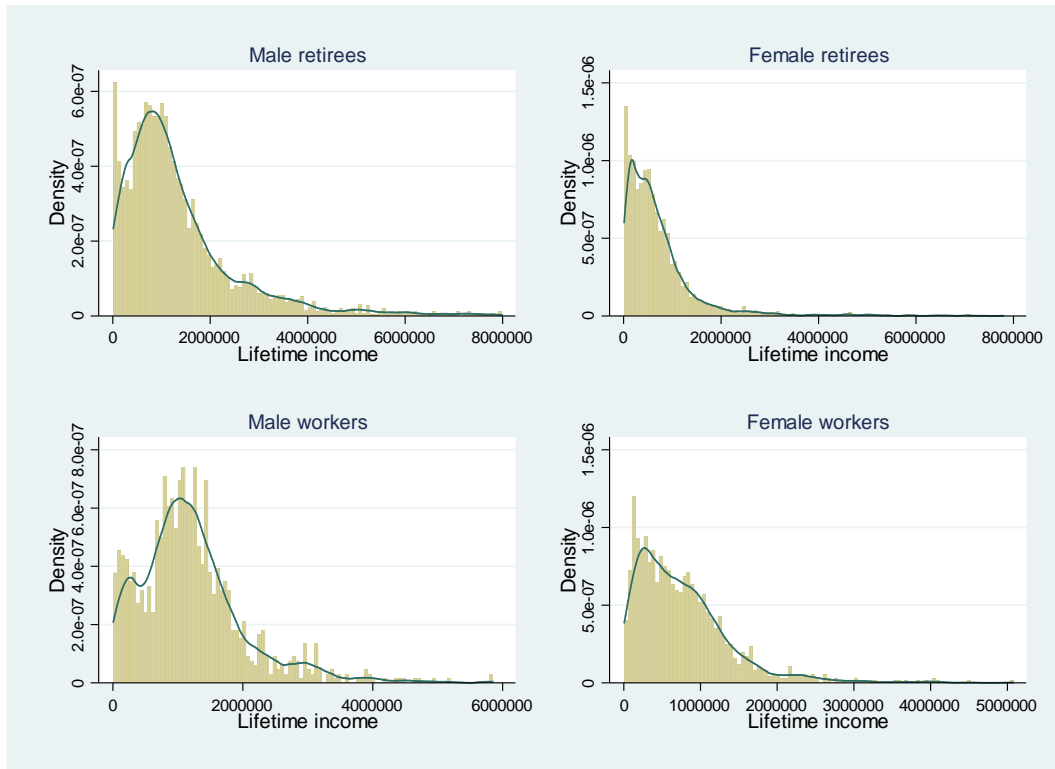 Male retirees
Density
6.0e-07
4.0e-07
2.0e-07
0
0 2000000 4000000 6000000 8000000
Lifetime income
Female retirees
Density
1.5e-06
1.0e-06
5.0e-07
0
0 2000000 4000000 6000000 8000000
Lifetime income
Male workers
Density
8.0e-07
6.0e-07
4.0e-07
2.0e-07
0
0 2000000 4000000 6000000
Lifetime income
Female workers
Density
1.5e-06
1.0e-06
5.0e-07
0
0 1000000 2000000 3000000 4000000 5000000
Lifetime income